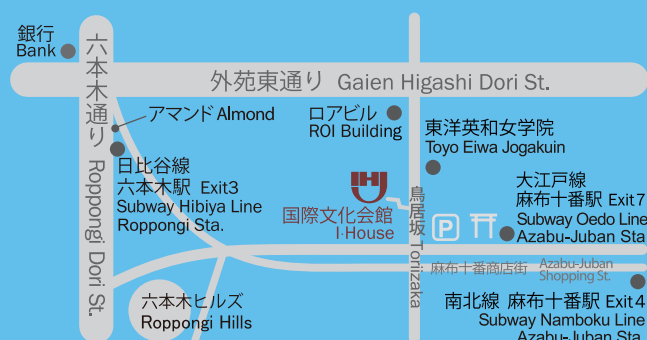 銀行
Bank
六本木通り Roppongi Dori St.
外苑東通り Gaien Higashi Dori St.
アマンド Almond
ロアビル
ROI Building
東洋英和女学院
Toyo Eiwa Jogakuin
日比谷線
六本木駅 Exit3
Subway Hibiya Line
Roppongi Sta.
国際文化会館
I·House
鳥居坂 Toriizaka
P
大江戸線
麻布十番駅 Exit7
Subway Oedo Line
Azabu-Juban Sta
麻布十番商店街
Azabu-Juban
Shopping St.
六本木ヒルズ
Roppongi Hills
南北線 麻布十番駅 Exit4
Subway Namboku Line
Azabu-Juban Sta.